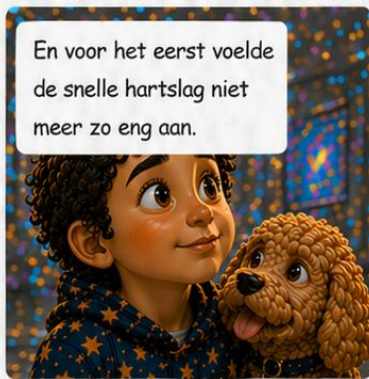 En voor het eerst voelde
de snelle hartslag niet
meer zo eng aan.